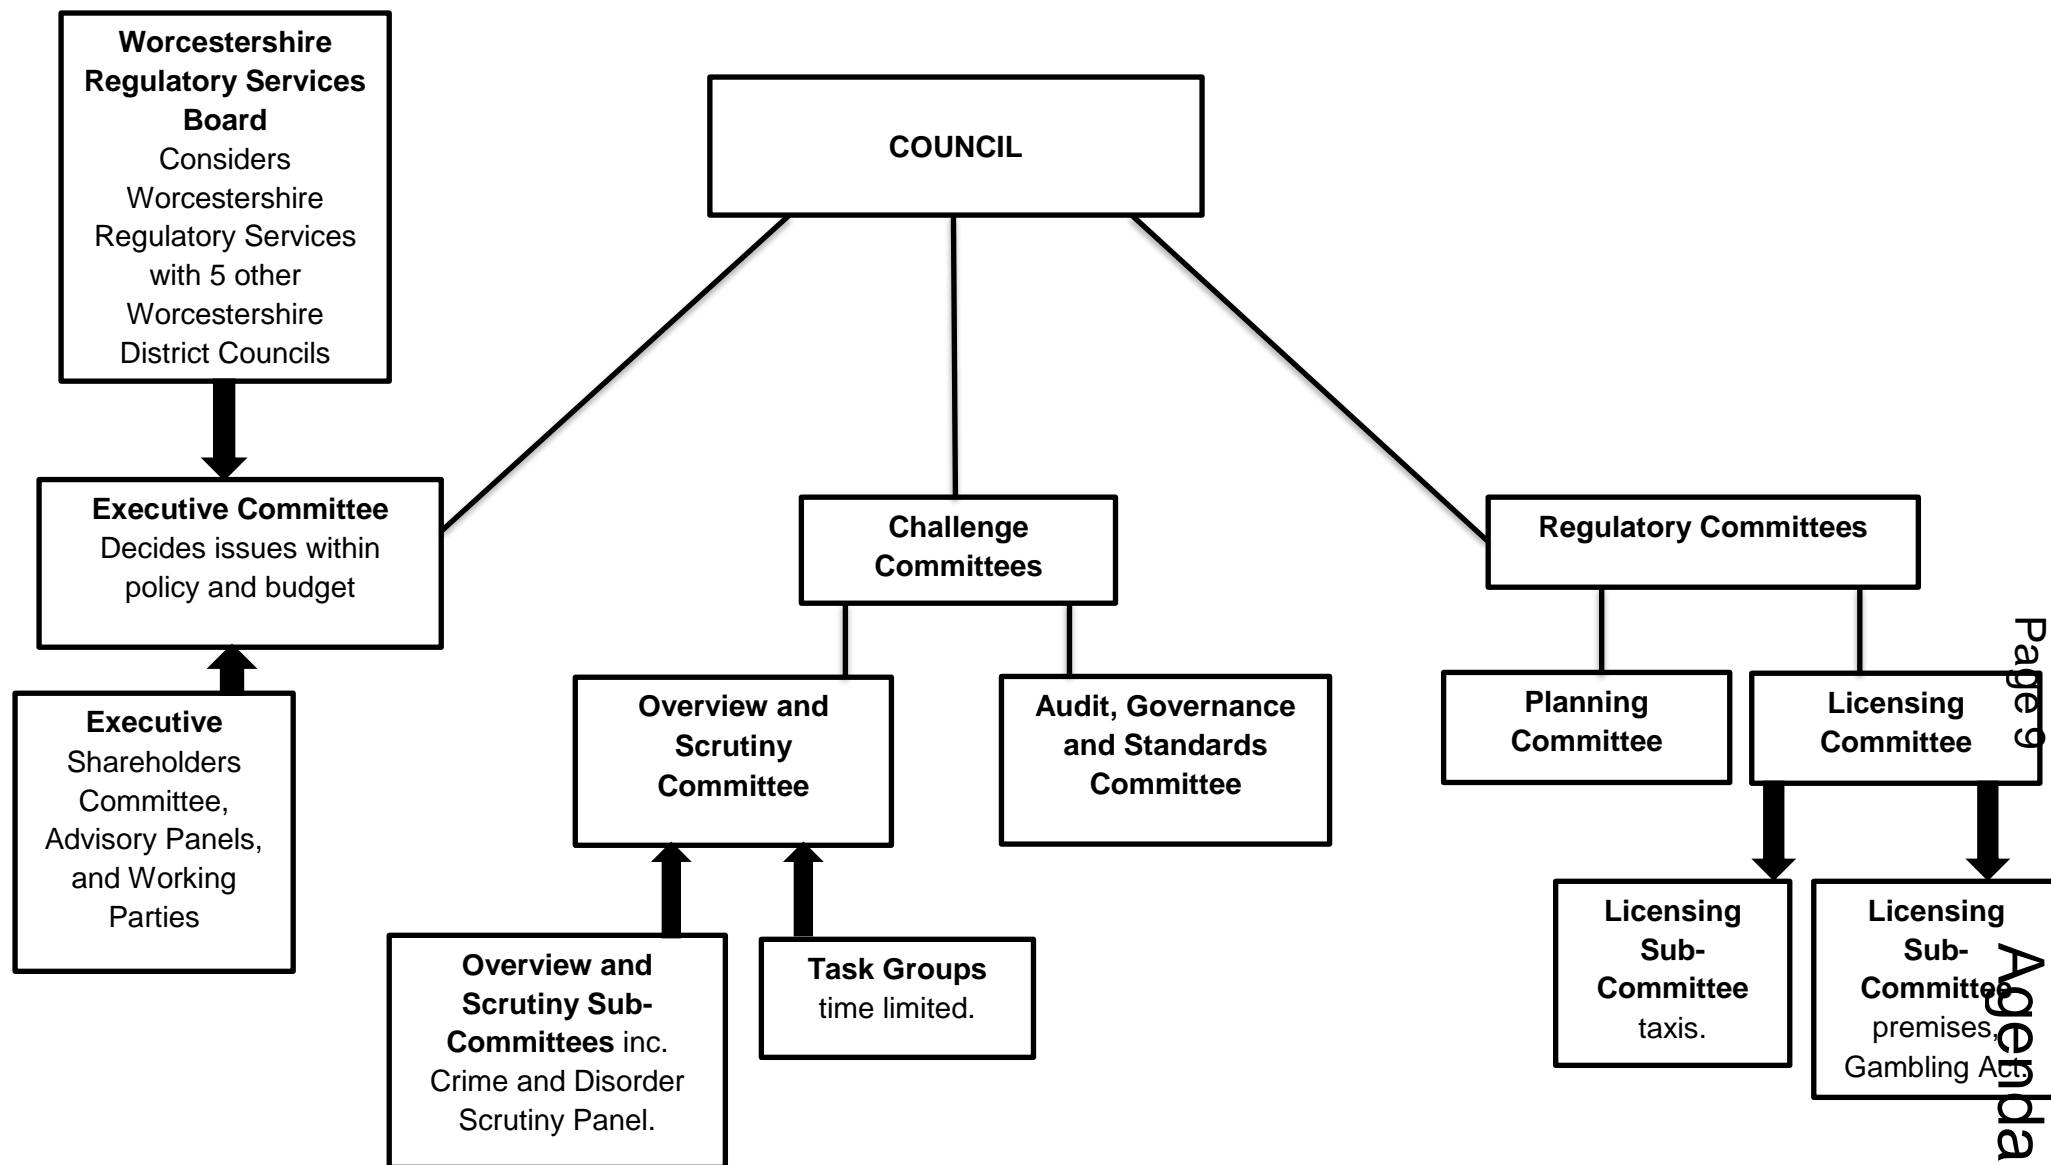 Worcestershire
Regulatory Services
Board
Considers
Worcestershire
Regulatory Services
with 5 other
Worcestershire
District Councils
COUNCIL
Executive Committee
Decides issues within
policy and budget
Challenge
Committees
Regulatory Committees
Executive
Shareholders
Committee,
Advisory Panels,
and Working
Parties
Overview and
Scrutiny
Committee
Audit, Governance
and Standards
Committee
Planning
Committee
Licensing
Committee
Overview and
Scrutiny Sub-
Committees inc.
Crime and Disorder
Scrutiny Panel.
Task Groups
time limited.
Licensing
Sub-
Committee
taxis.
Licensing
Sub-
Committee
premises,
Gambling Act.
Page 9
Agenda